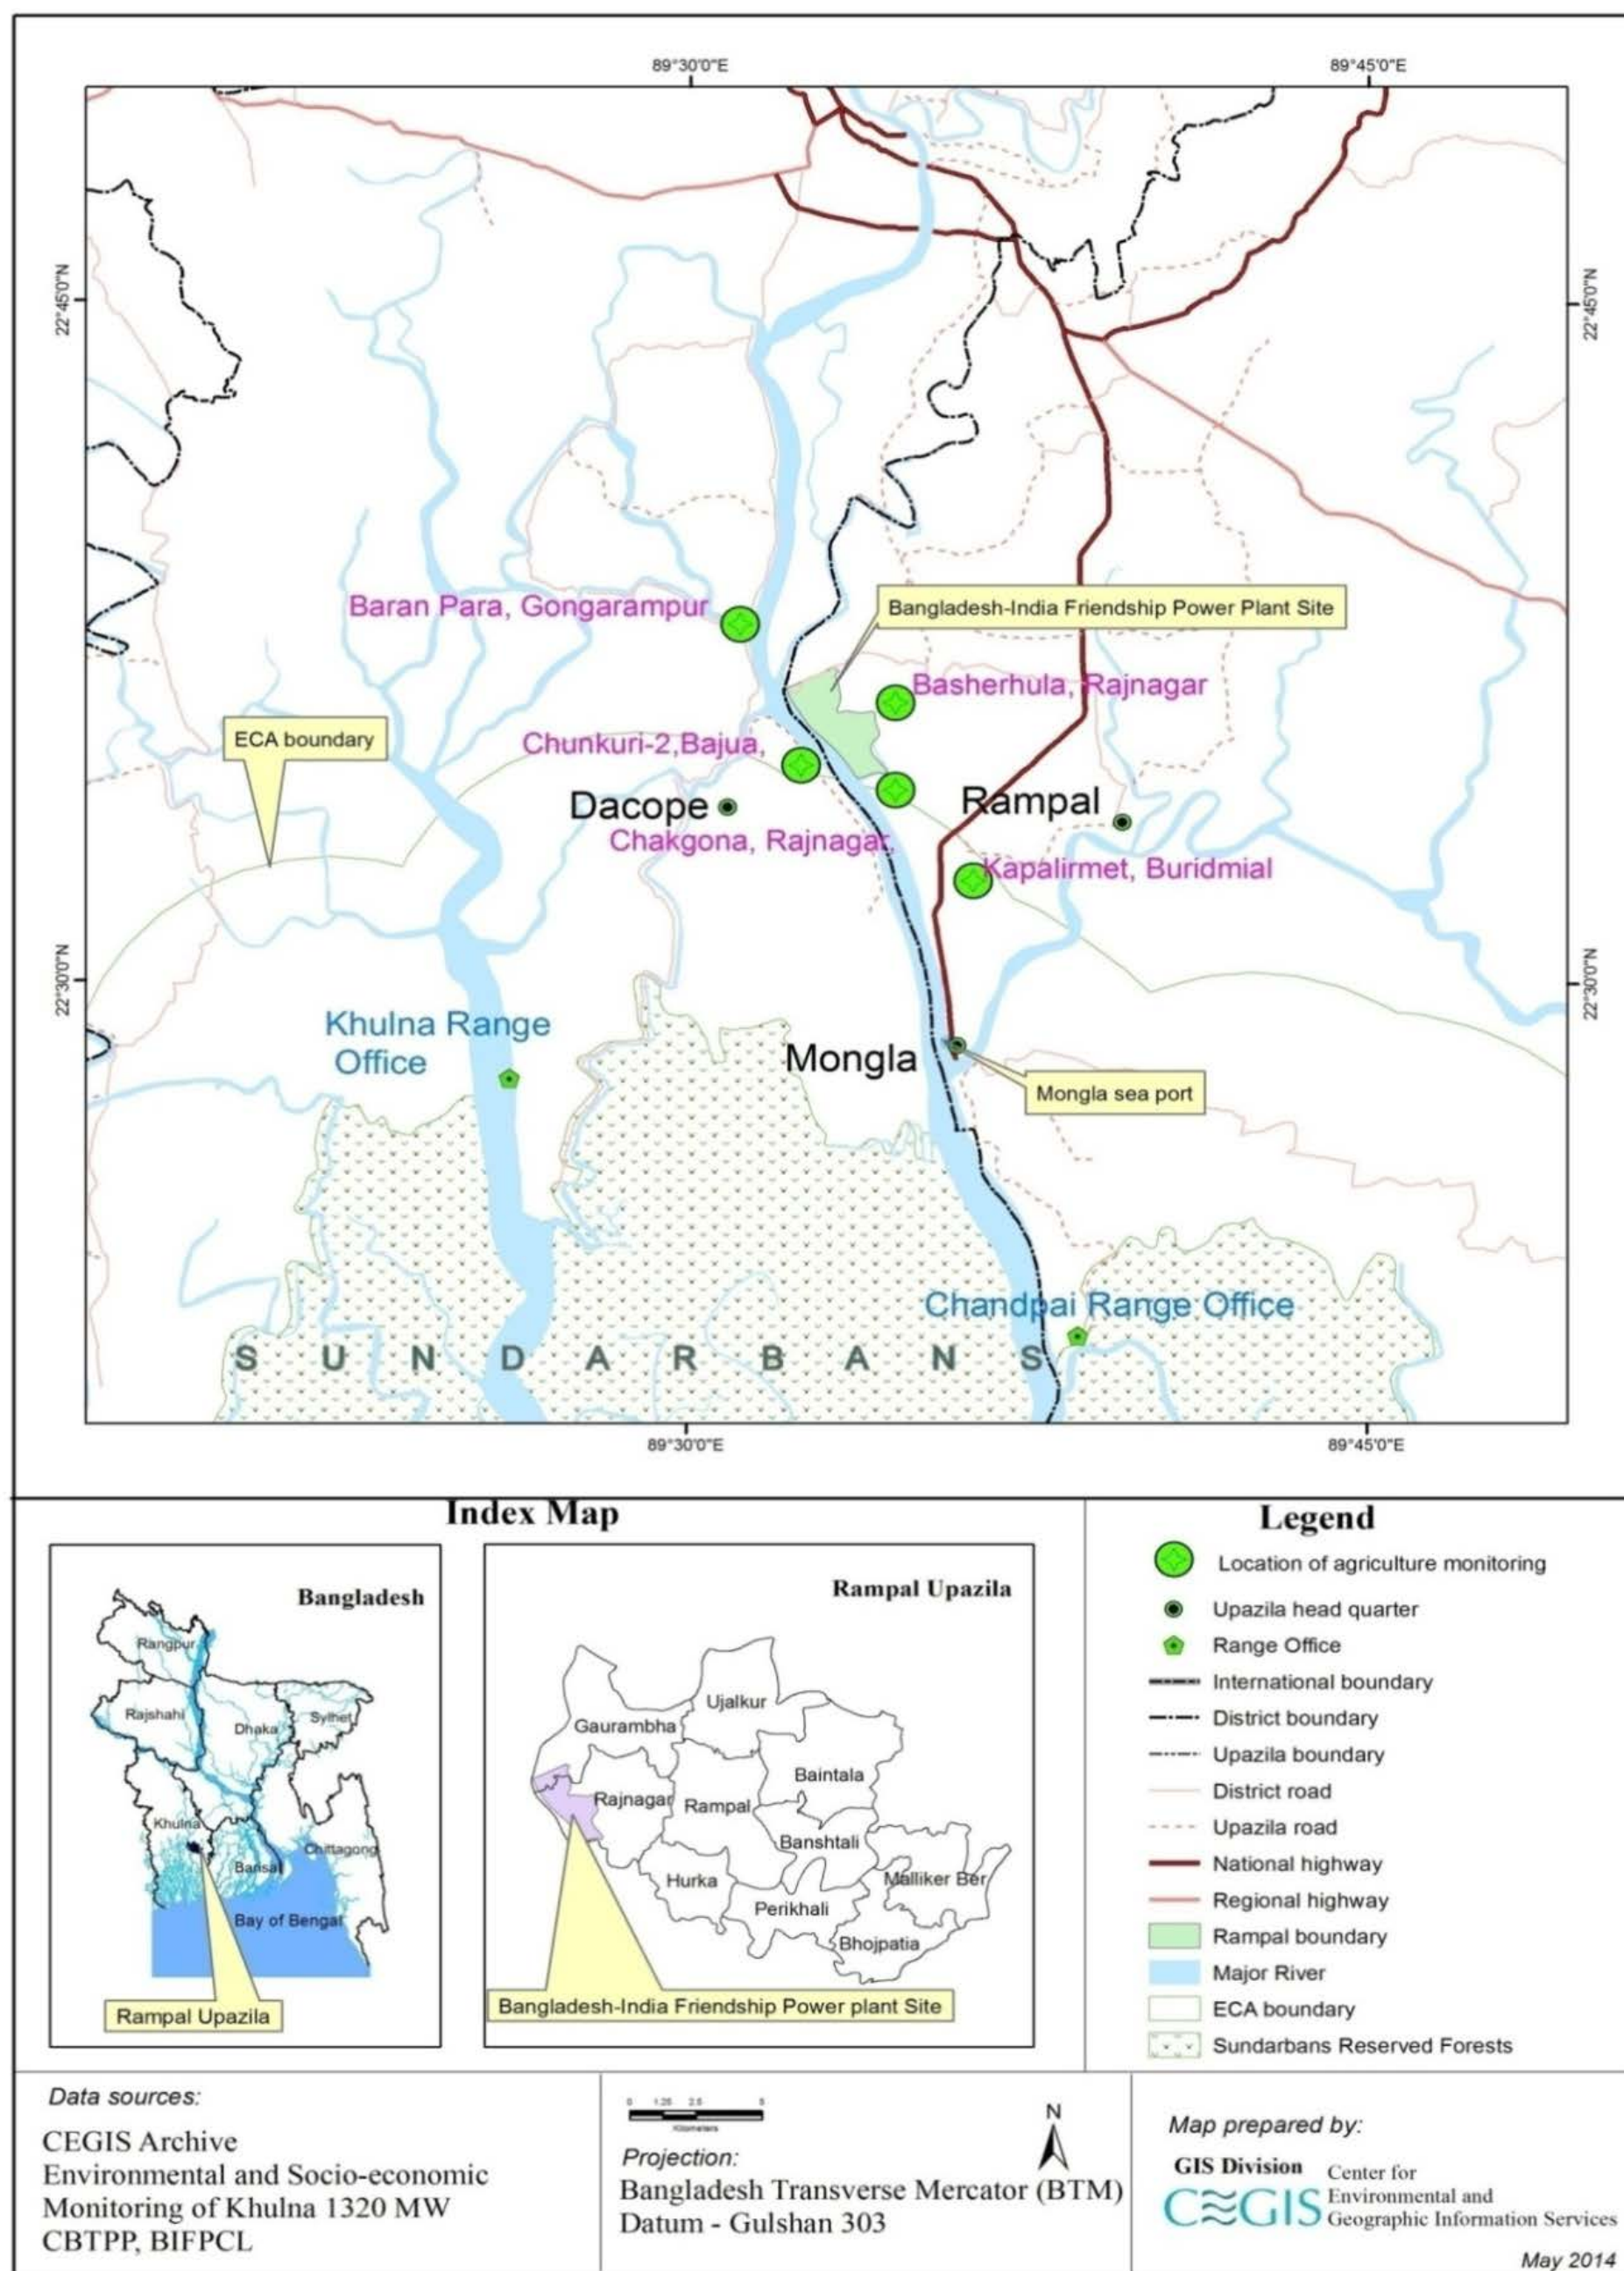 89°30'0"E
89°45'0"E
22°45'0"N
22°45'0"N
Baran Para, Gongarampur
Bangladesh-India Friendship Power Plant Site
Basherhula, Rajnagar
ECA boundary
Chunkuri-2,Bajua,
Dacope
Rampal
Chakgona, Rajnagar,
Kapalirmet, Buridmial
22°30'0"N
22°30'0"N
Khulna Range
Office
Mongla
Mongla sea port
Chandpai Range Office
S U N D A R B A N S
89°30'0"E
89°45'0"E
Index Map
Bangladesh
Rangpur
Rajshahi
Dhaka
Sylhet
Khulna
Barisal
Chittagong
Bay of Bengal
Rampal Upazila
Rampal Upazila
Ujalkur
Gaurambha
Baintala
Rajnagar
Rampal
Banshtali
Hurka
Malliker Ber
Perikhali
Bhojpatia
Bangladesh-India Friendship Power plant Site
Legend
Location of agriculture monitoring
Upazila head quarter
Range Office
International boundary
District boundary
Upazila boundary
District road
Upazila road
National highway
Regional highway
Rampal boundary
Major River
ECA boundary
Sundarbans Reserved Forests
Data sources:
CEGIS Archive
Environmental and Socio-economic
Monitoring of Khulna 1320 MW
CBTPP, BIFPCL
0 1.25 2.5 5
Kilometers
N
Projection:
Bangladesh Transverse Mercator (BTM)
Datum - Gulshan 303
Map prepared by:
GIS Division
CEGIS
Center for
Environmental and
Geographic Information Services
May 2014